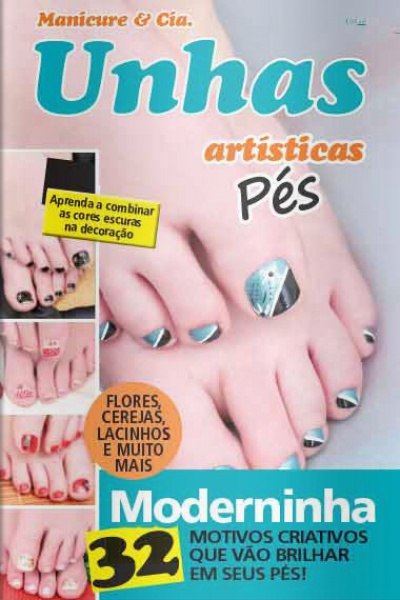 Manicure & Cia.
Unhas
artísticas
Pés
Aprenda a combinar
as cores escuras
na decoração
FLORES,
CEREJAS,
LACINHOS
E MUITO
MAIS
Moderninha
32
MOTIVOS CRIATIVOS
QUE VÃO BRILHAR
EM SEUS PÉS!